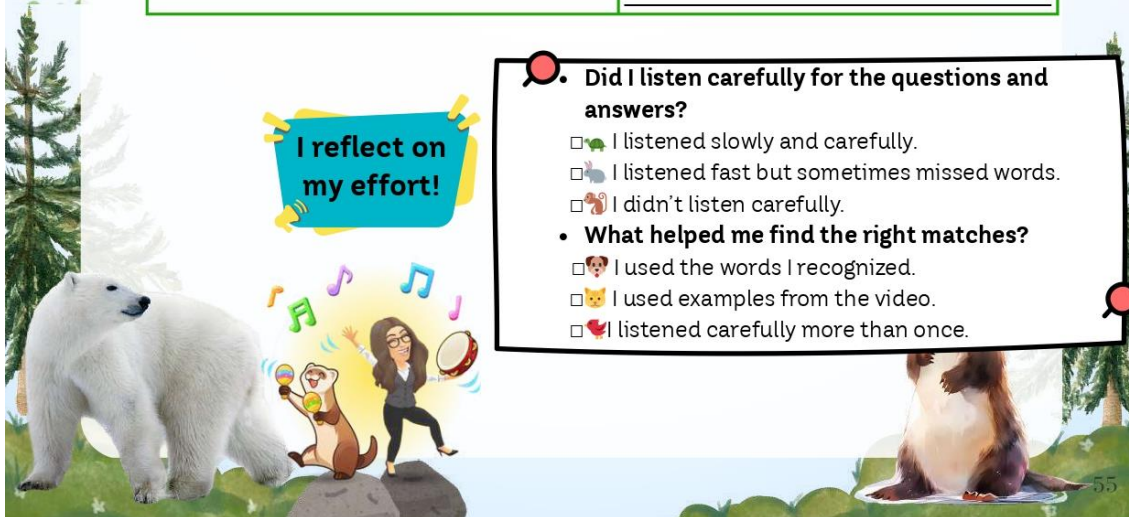 I reflect on
my effort!
• Did I listen carefully for the questions and
answers?
□🐢 I listened slowly and carefully.
□🐇 I listened fast but sometimes missed words.
□🐒 I didn’t listen carefully.
• What helped me find the right matches?
□🐶 I used the words I recognized.
□🐱 I used examples from the video.
□🐦I listened carefully more than once.
55